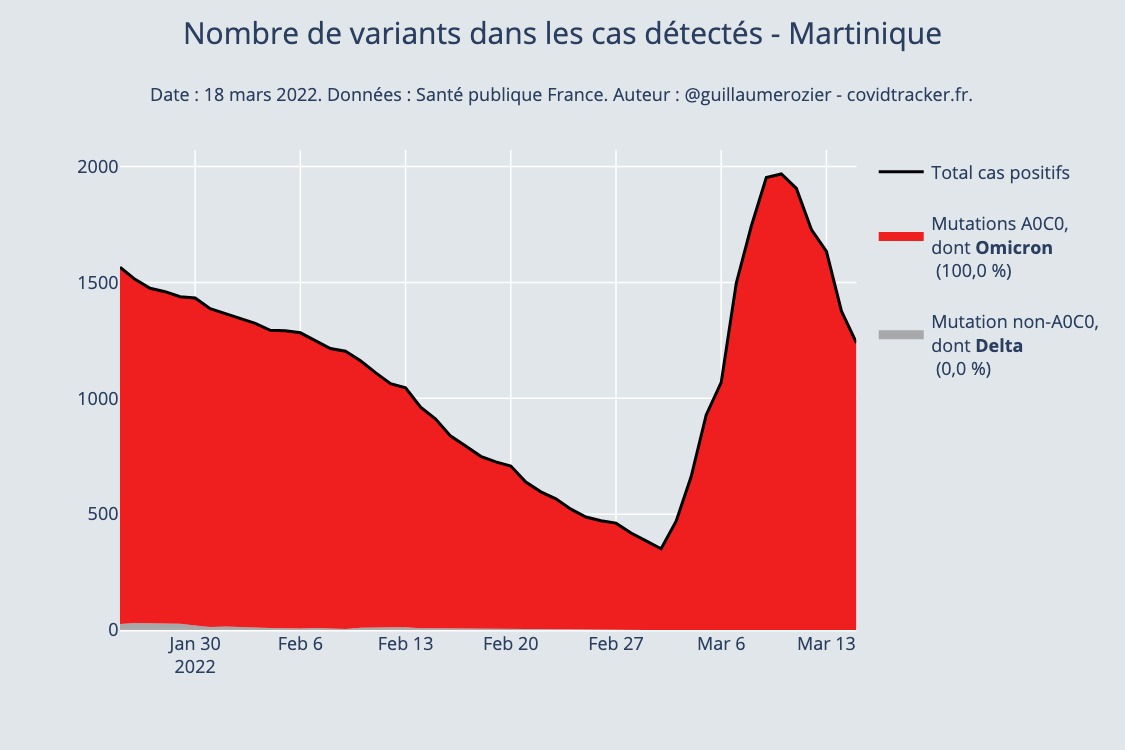 Nombre de variants dans les cas détectés - Martinique
Date : 18 mars 2022. Données : Santé publique France. Auteur : @guillaumerozier - covidtracker.fr.
2000
1500
1000
500
0
Jan 30
2022
Feb 6
Feb 13
Feb 20
Feb 27
Mar 6
Mar 13
Total cas positifs
Mutations A0C0,
dont Omicron
(100,0 %)
Mutation non-A0C0,
dont Delta
(0,0 %)